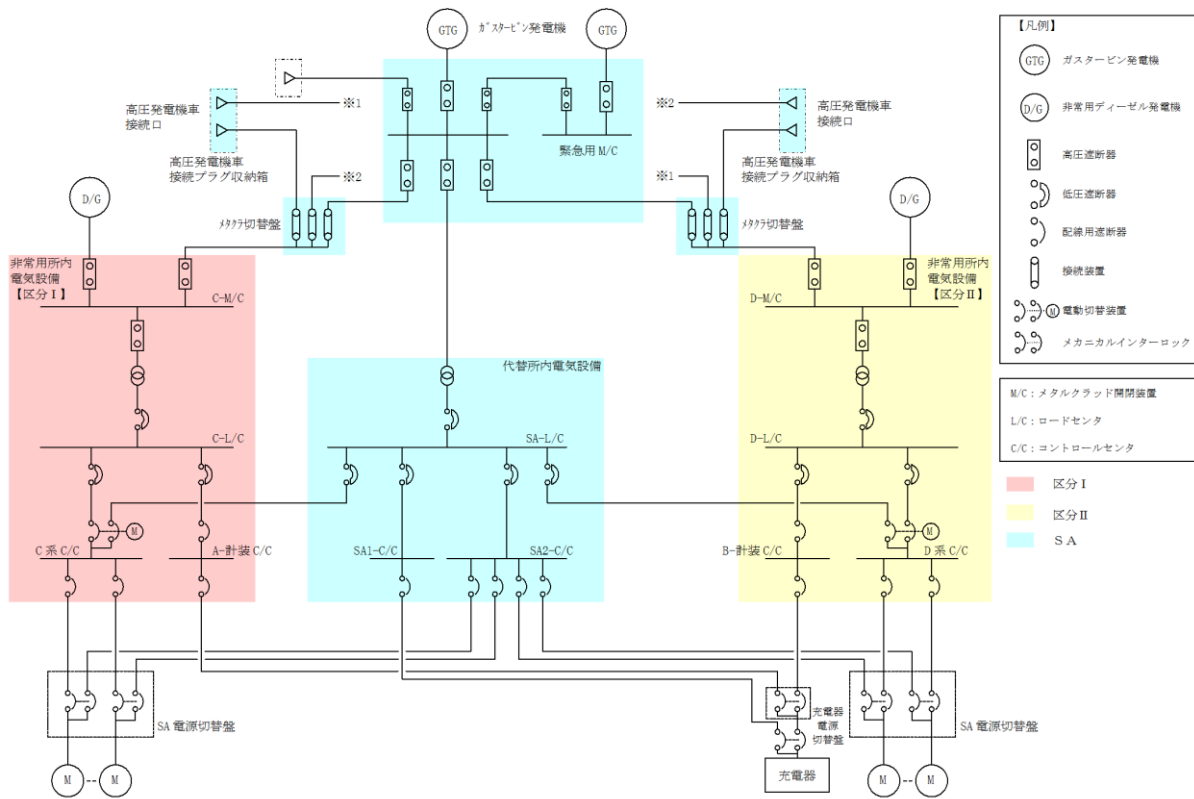 GTG
ガスタービン発電機
GTG
高圧発電機車
接続口
※1
※2
高圧発電機車
接続口
緊急用 M/C
高圧発電機車
接続プラグ収納箱
※2
※1
高圧発電機車
接続プラグ収納箱
D/G
D/G
メタクラ切替盤
メタクラ切替盤
非常用所内
電気設備
【区分Ⅰ】
非常用所内
電気設備
【区分Ⅱ】
C-M/C
D-M/C
代替所内電気設備
C-L/C
SA-L/C
D-L/C
M
M
C 系 C/C
A-計装 C/C
SA1-C/C
SA2-C/C
B-計装 C/C
D 系 C/C
SA 電源切替盤
充電器
電源
切替盤
SA 電源切替盤
M
M
充電器
M
M
【凡例】
GTG
ガスタービン発電機
D/G
非常用ディーゼル発電機
高圧遮断器
低圧遮断器
配線用遮断器
接続装置
M
電動切替装置
メカニカルインターロック
M/C：メタルクラッド開閉装置
L/C：ロードセンタ
C/C：コントロールセンタ
区分Ⅰ
区分Ⅱ
ＳＡ